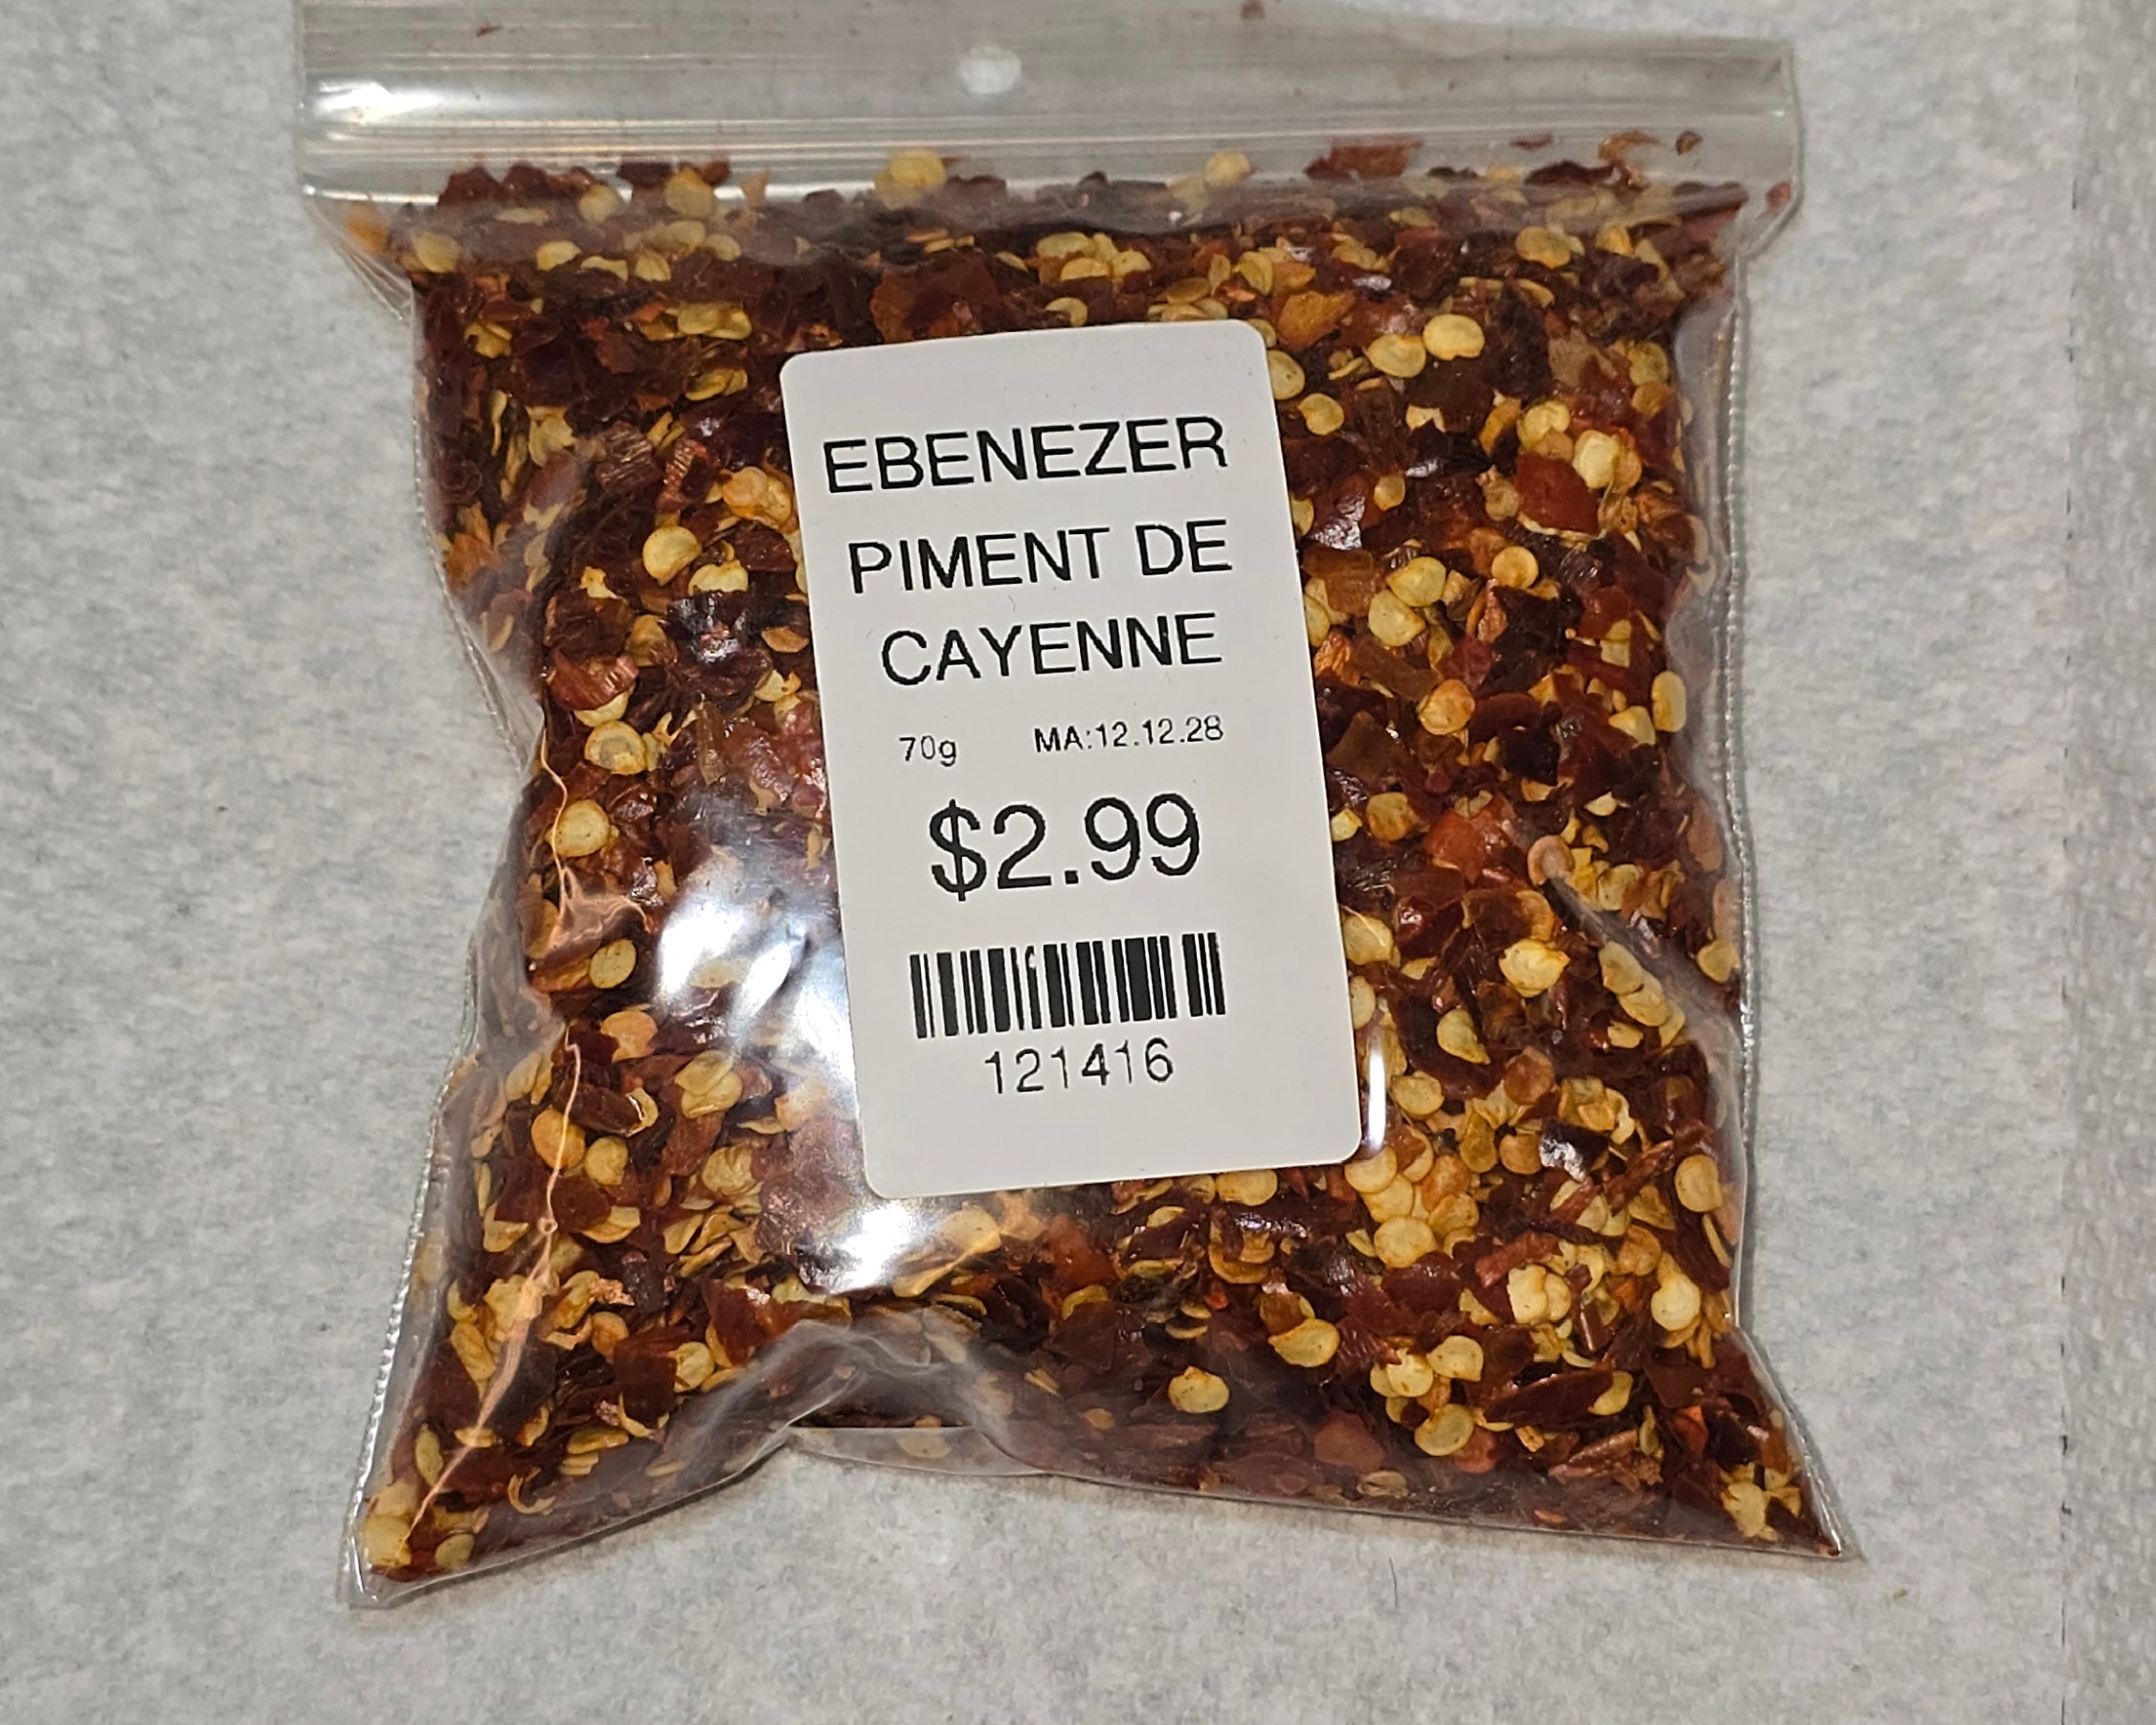 EBENEZER
PIMENT DE
CAYENNE
70g MA:12.12.28
$2.99
121416